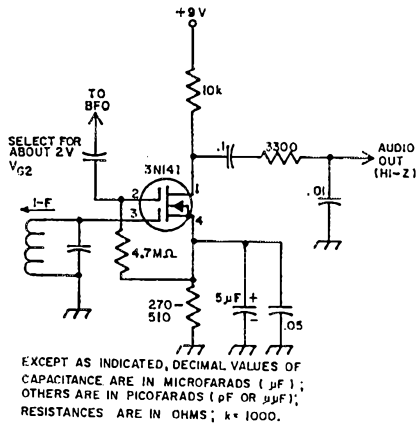 +9V
10k
TO
BFO
SELECT FOR
ABOUT 2V
VG2
3N141
.1
3300
AUDIO
OUT
(HI-Z)
.01
I-F
2
3
1
4
4.7MΩ
270-
510
5µF
+
-
.05
EXCEPT AS INDICATED, DECIMAL VALUES OF
CAPACITANCE ARE IN MICROFARADS (µF);
OTHERS ARE IN PICOFARADS (pF OR µµF);
RESISTANCES ARE IN OHMS; k=1000.